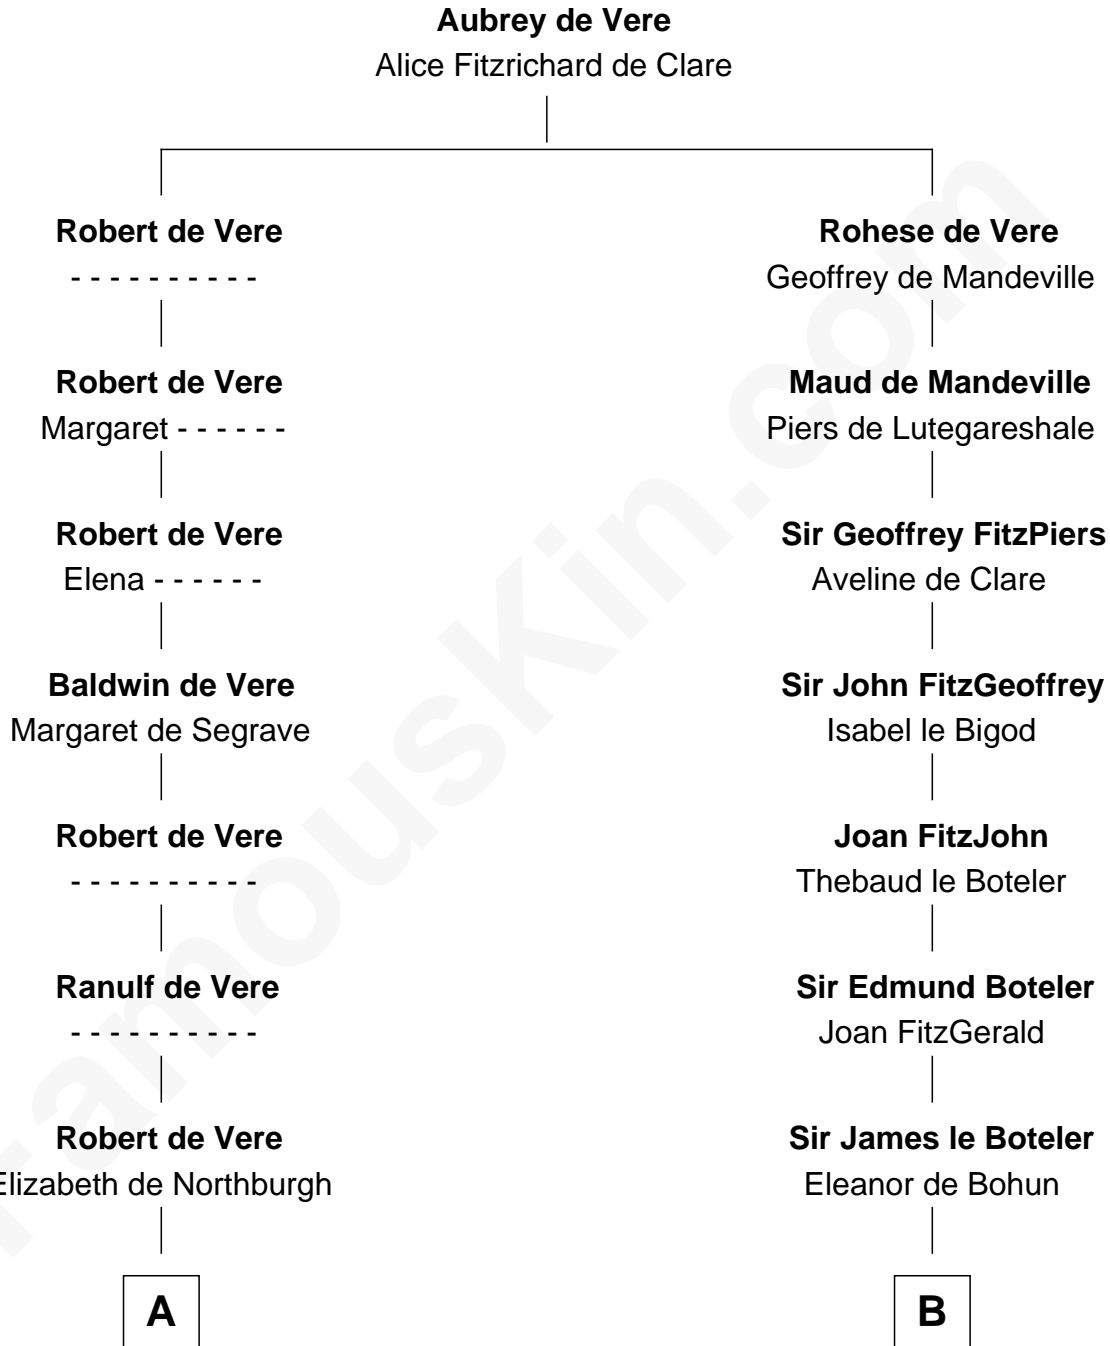 Aubrey de Vere
Alice Fitzrichard de Clare
Robert de Vere
- - - - - - - - - -
Rohese de Vere
Geoffrey de Mandeville
Robert de Vere
Margaret - - - - - -
Maud de Mandeville
Piers de Lutegareshale
Robert de Vere
Elena - - - - - -
Sir Geoffrey FitzPiers
Aveline de Clare
Baldwin de Vere
Margaret de Segrave
Sir John FitzGeoffrey
Isabel le Bigod
Robert de Vere
- - - - - - - - - -
Joan FitzJohn
Thebaud le Boteler
Ranulf de Vere
- - - - - - - - - -
Sir Edmund Boteler
Joan FitzGerald
Robert de Vere
Elizabeth de Northburgh
Sir James le Boteler
Eleanor de Bohun
A
B
FamousKin.com